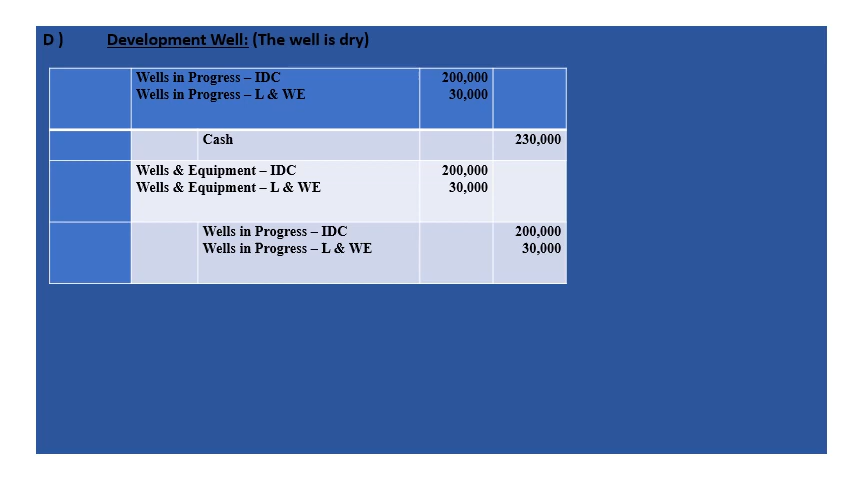 D ) Development Well: (The well is dry)
Wells in Progress – IDC 200,000
Wells in Progress – L & WE 30,000
Cash 230,000
Wells & Equipment – IDC 200,000
Wells & Equipment – L & WE 30,000
Wells in Progress – IDC 200,000
Wells in Progress – L & WE 30,000